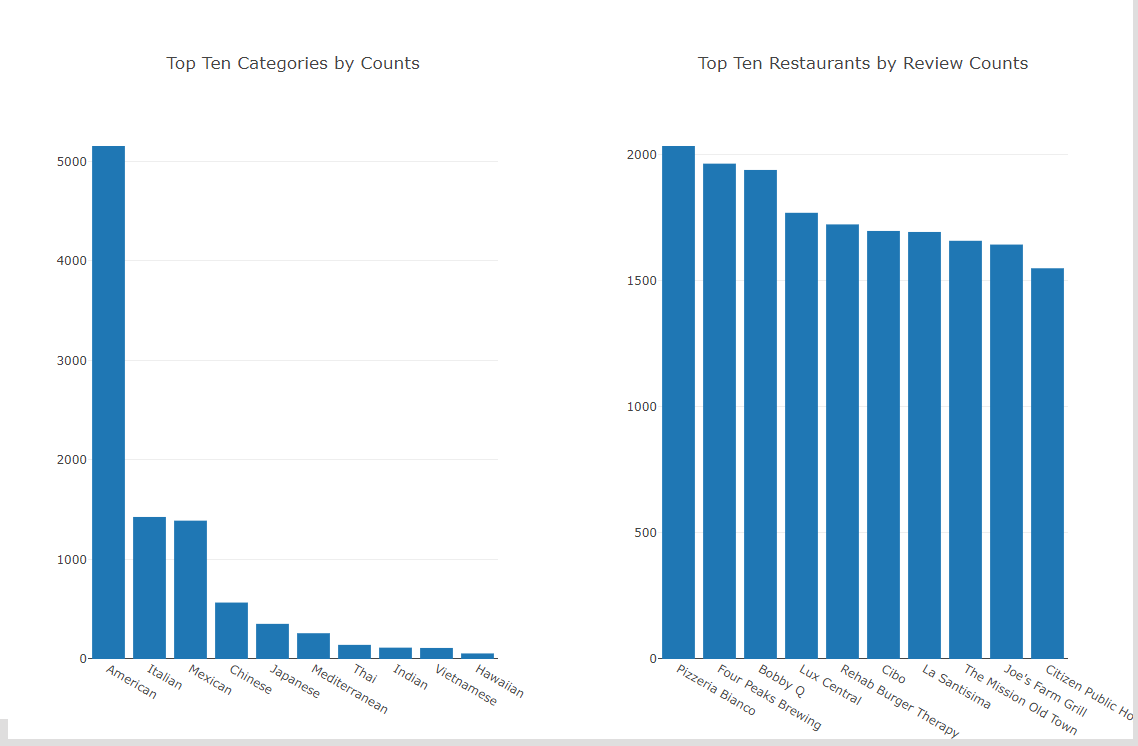 Top Ten Categories by Counts
5000
4000
3000
2000
1000
0
American
Italian
Mexican
Chinese
Japanese
Mediterranean
Thai
Indian
Vietnamese
Hawaiian
Top Ten Restaurants by Review Counts
2000
1500
1000
500
0
Pizzeria Bianco
Four Peaks Brewing
Bobby Q
Lux Central
Rehab Burger Therapy
Cibo
La Santisima
The Mission Old Town
Joe's Farm Grill
Citizen Public Ho